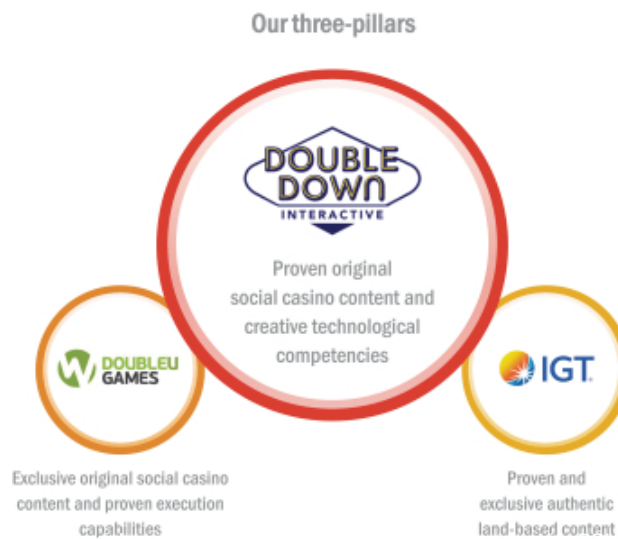 Our three-pillars
DOUBLE
DOWN
INTERACTIVE
Proven original
social casino content and
creative technological
competencies
W DOUBLEU
GAMES
IGT
Exclusive original social casino
content and proven execution
capabilities
Proven and
exclusive authentic
land-based content